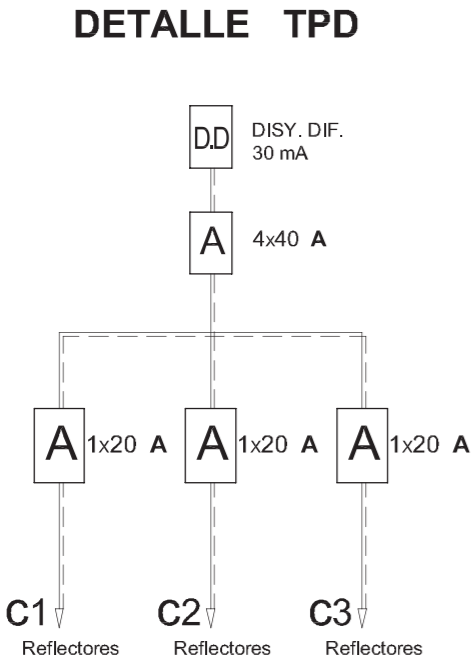 DETALLE TPD
D.D
DISY. DIF.
30 mA
A
4x40 A
A 1x20 A
A 1x20 A
A 1x20 A
C1
C2
C3
Reflectores
Reflectores
Reflectores